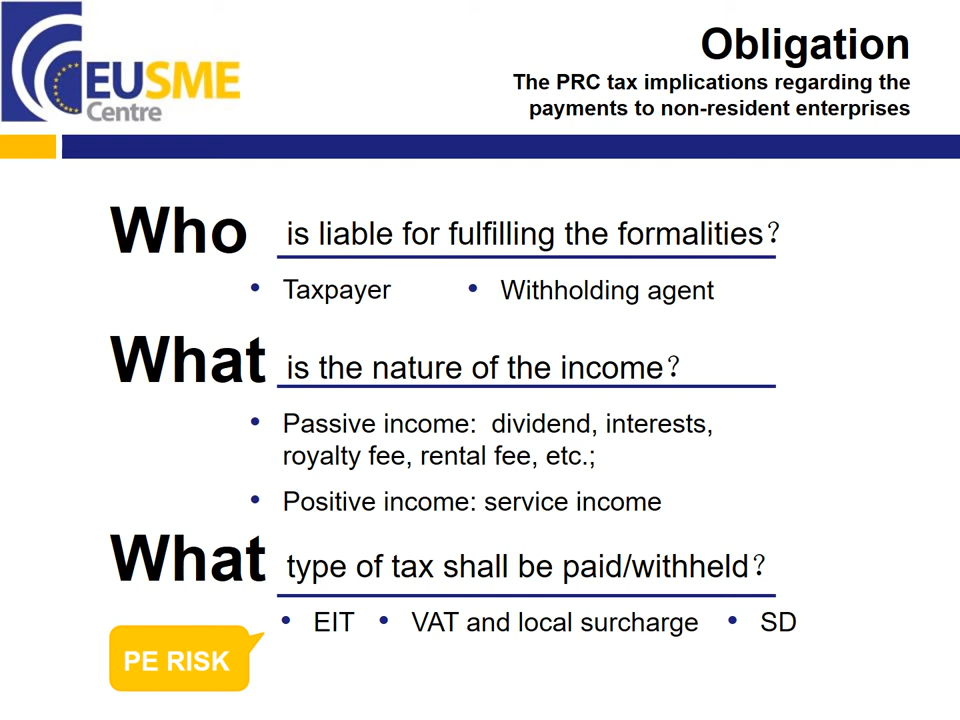 EUSME
Centre
Obligation
The PRC tax implications regarding the
payments to non-resident enterprises
Who is liable for fulfilling the formalities？
• Taxpayer • Withholding agent
What is the nature of the income？
• Passive income: dividend, interests,
royalty fee, rental fee, etc.;
• Positive income: service income
What type of tax shall be paid/withheld？
• EIT • VAT and local surcharge • SD
PE RISK